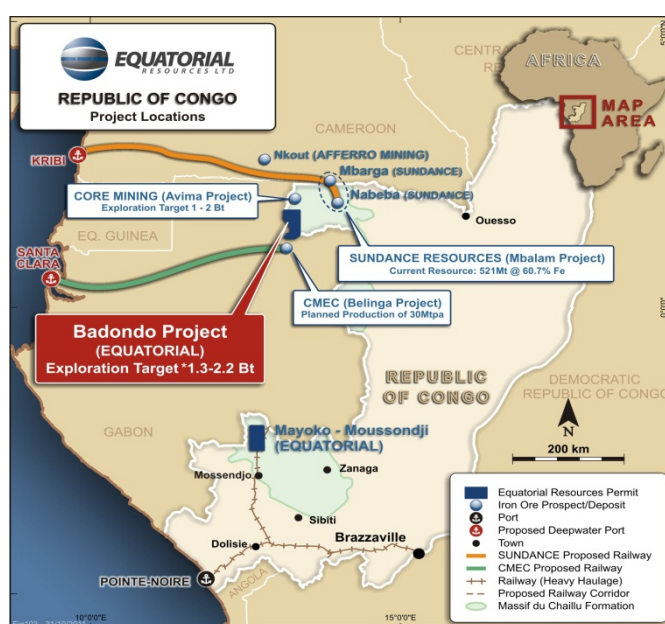 EQUATORIAL
RESOURCES LTD
REPUBLIC OF CONGO
Project Locations
AFRICA
MAP
AREA
CENTRAL
CAMEROON
KRIBI
Nkout (AFFERRO MINING)
Mbarga (SUNDANCE)
Nabeba (SUNDANCE)
CORE MINING (Avima Project)
Exploration Target 1 - 2 Bt
Ouesso
EQ. GUINEA
SANTA
CLARA
SUNDANCE RESOURCES (Mbalam Project)
Current Resource: 521Mt @ 60.7% Fe
CMEC (Belinga Project)
Planned Production of 30Mtpa
Badondo Project
(EQUATORIAL)
Exploration Target *1.3-2.2 Bt
REPUBLIC
OF CONGO
DEMOCRATIC
REPUBLIC OF CONGO
GABON
Mayoko - Moussondji
(EQUATORIAL)
N
200 km
Mossendjo
Zanaga
Sibiti
Dolisie
Brazzaville
POINTE-NOIRE
ANGOLA
Equatorial Resources Permit
Iron Ore Prospect/Deposit
Port
Proposed Deepwater Port
Town
SUNDANCE Proposed Railway
CMEC Proposed Railway
Railway (Heavy Haulage)
Proposed Railway Corridor
Massif du Chaillu Formation
10°0'0"E
15°0'0"E